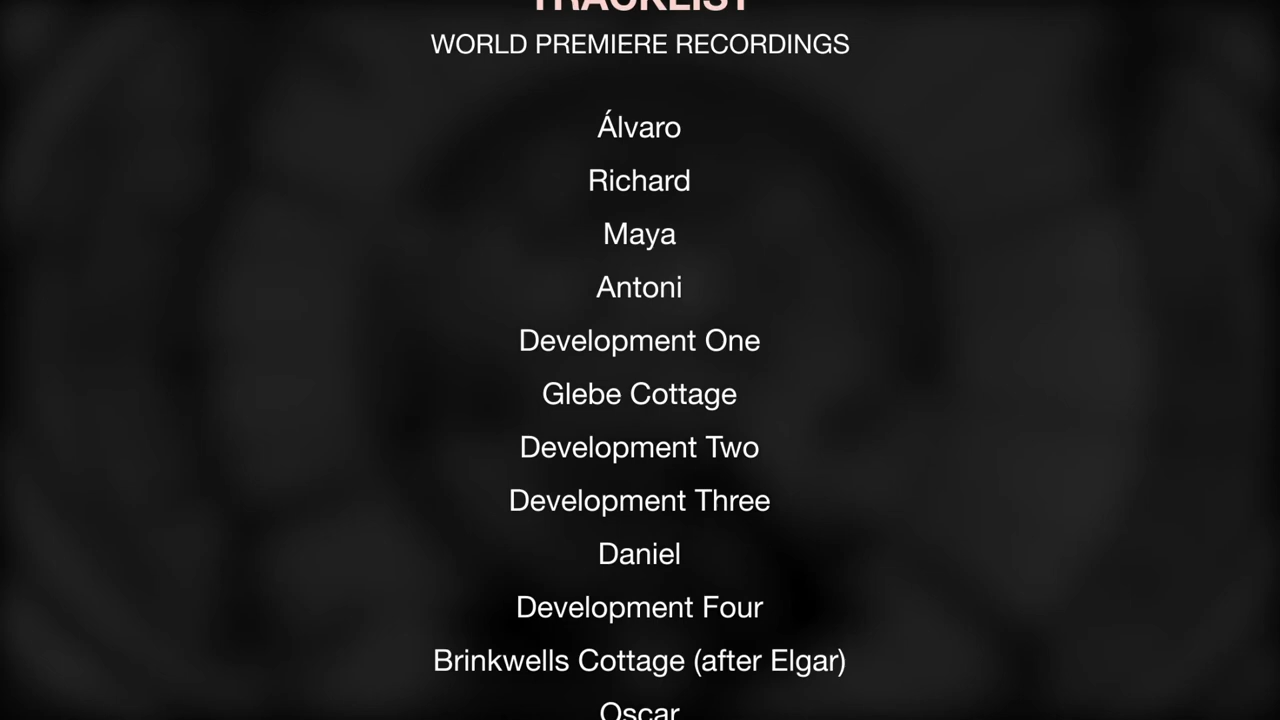 TRACKLIST
WORLD PREMIERE RECORDINGS
Álvaro
Richard
Maya
Antoni
Development One
Glebe Cottage
Development Two
Development Three
Daniel
Development Four
Brinkwells Cottage (after Elgar)
Oscar